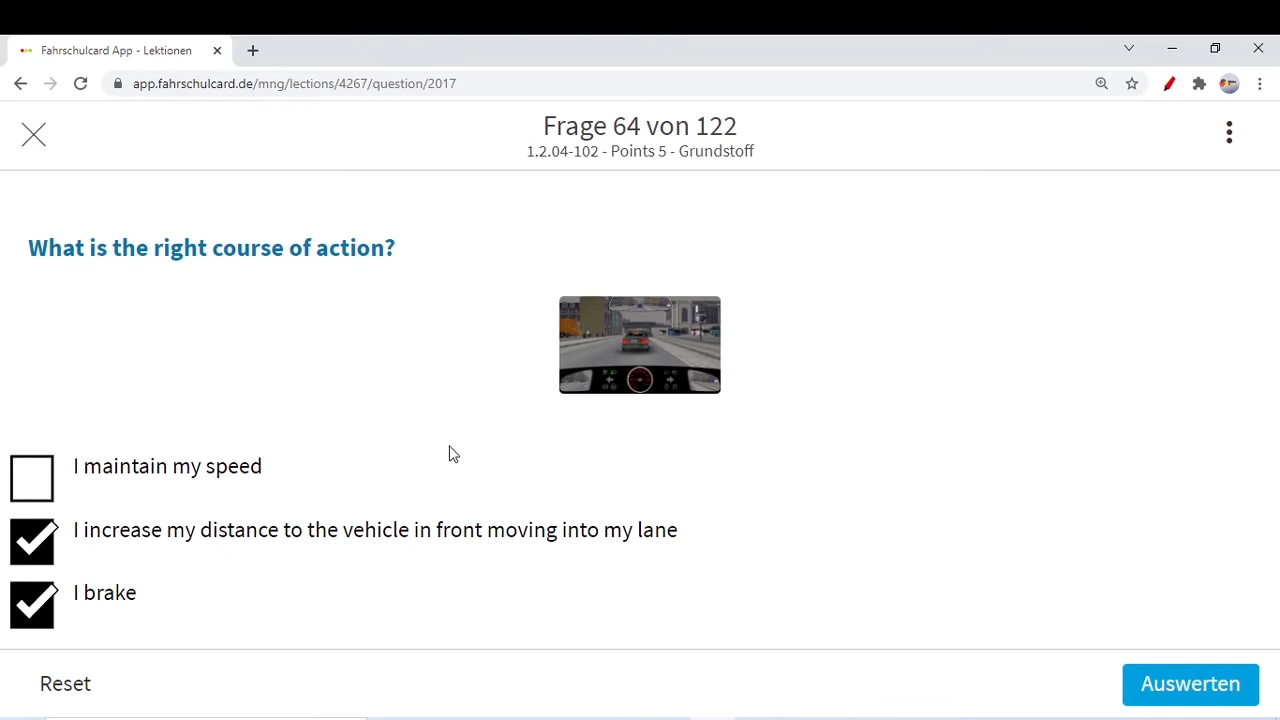 Fahrschulcard App - Lektionen
app.fahrschulcard.de/mng/lections/4267/question/2017
Frage 64 von 122
1.2.04-102 - Points 5 - Grundstoff
What is the right course of action?
I maintain my speed
I increase my distance to the vehicle in front moving into my lane
I brake
Reset
Auswerten